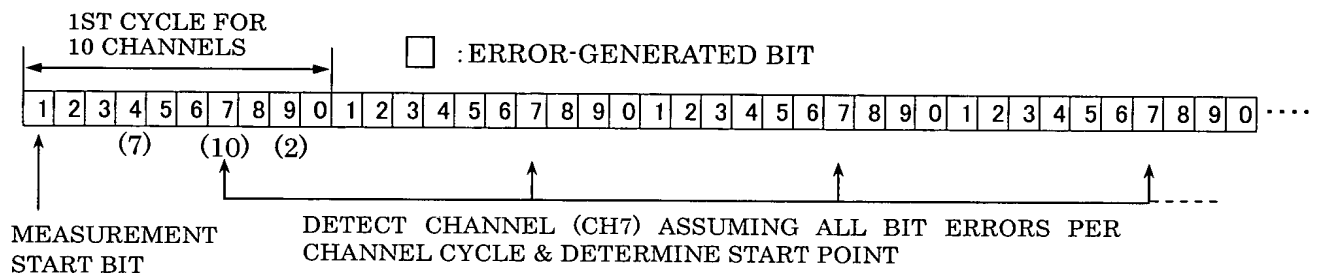 1ST CYCLE FOR
10 CHANNELS
: ERROR-GENERATED BIT
1 2 3 4 5 6 7 8 9 0 1 2 3 4 5 6 7 8 9 0 1 2 3 4 5 6 7 8 9 0 1 2 3 4 5 6 7 8 9 0 ····
(7) (10) (2)
MEASUREMENT
START BIT
DETECT CHANNEL (CH7) ASSUMING ALL BIT ERRORS PER
CHANNEL CYCLE & DETERMINE START POINT